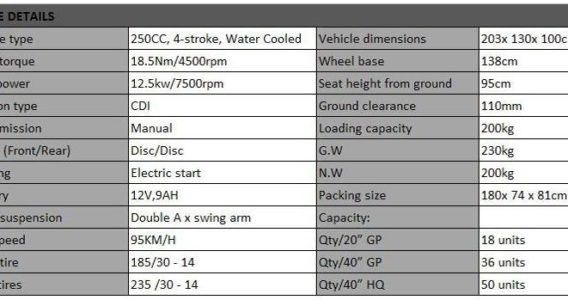 E DETAILS
e type 250CC, 4-stroke, Water Cooled Vehicle dimensions 203x 130x 100c
torque 18.5Nm/4500rpm Wheel base 138cm
power 12.5kw/7500rpm Seat height from ground 95cm
on type CDI Ground clearance 110mm
mission Manual Loading capacity 200kg
(Front/Rear) Disc/Disc G.W 230kg
ng Electric start N.W 200kg
ry 12V,9AH Packing size 180x 74 x 81cm
suspension Double A x swing arm Capacity:
peed 95KM/H Qty/20” GP 18 units
tire 185/30 - 14 Qty/40” GP 36 units
tires 235 /30 - 14 Qty/40” HQ 50 units